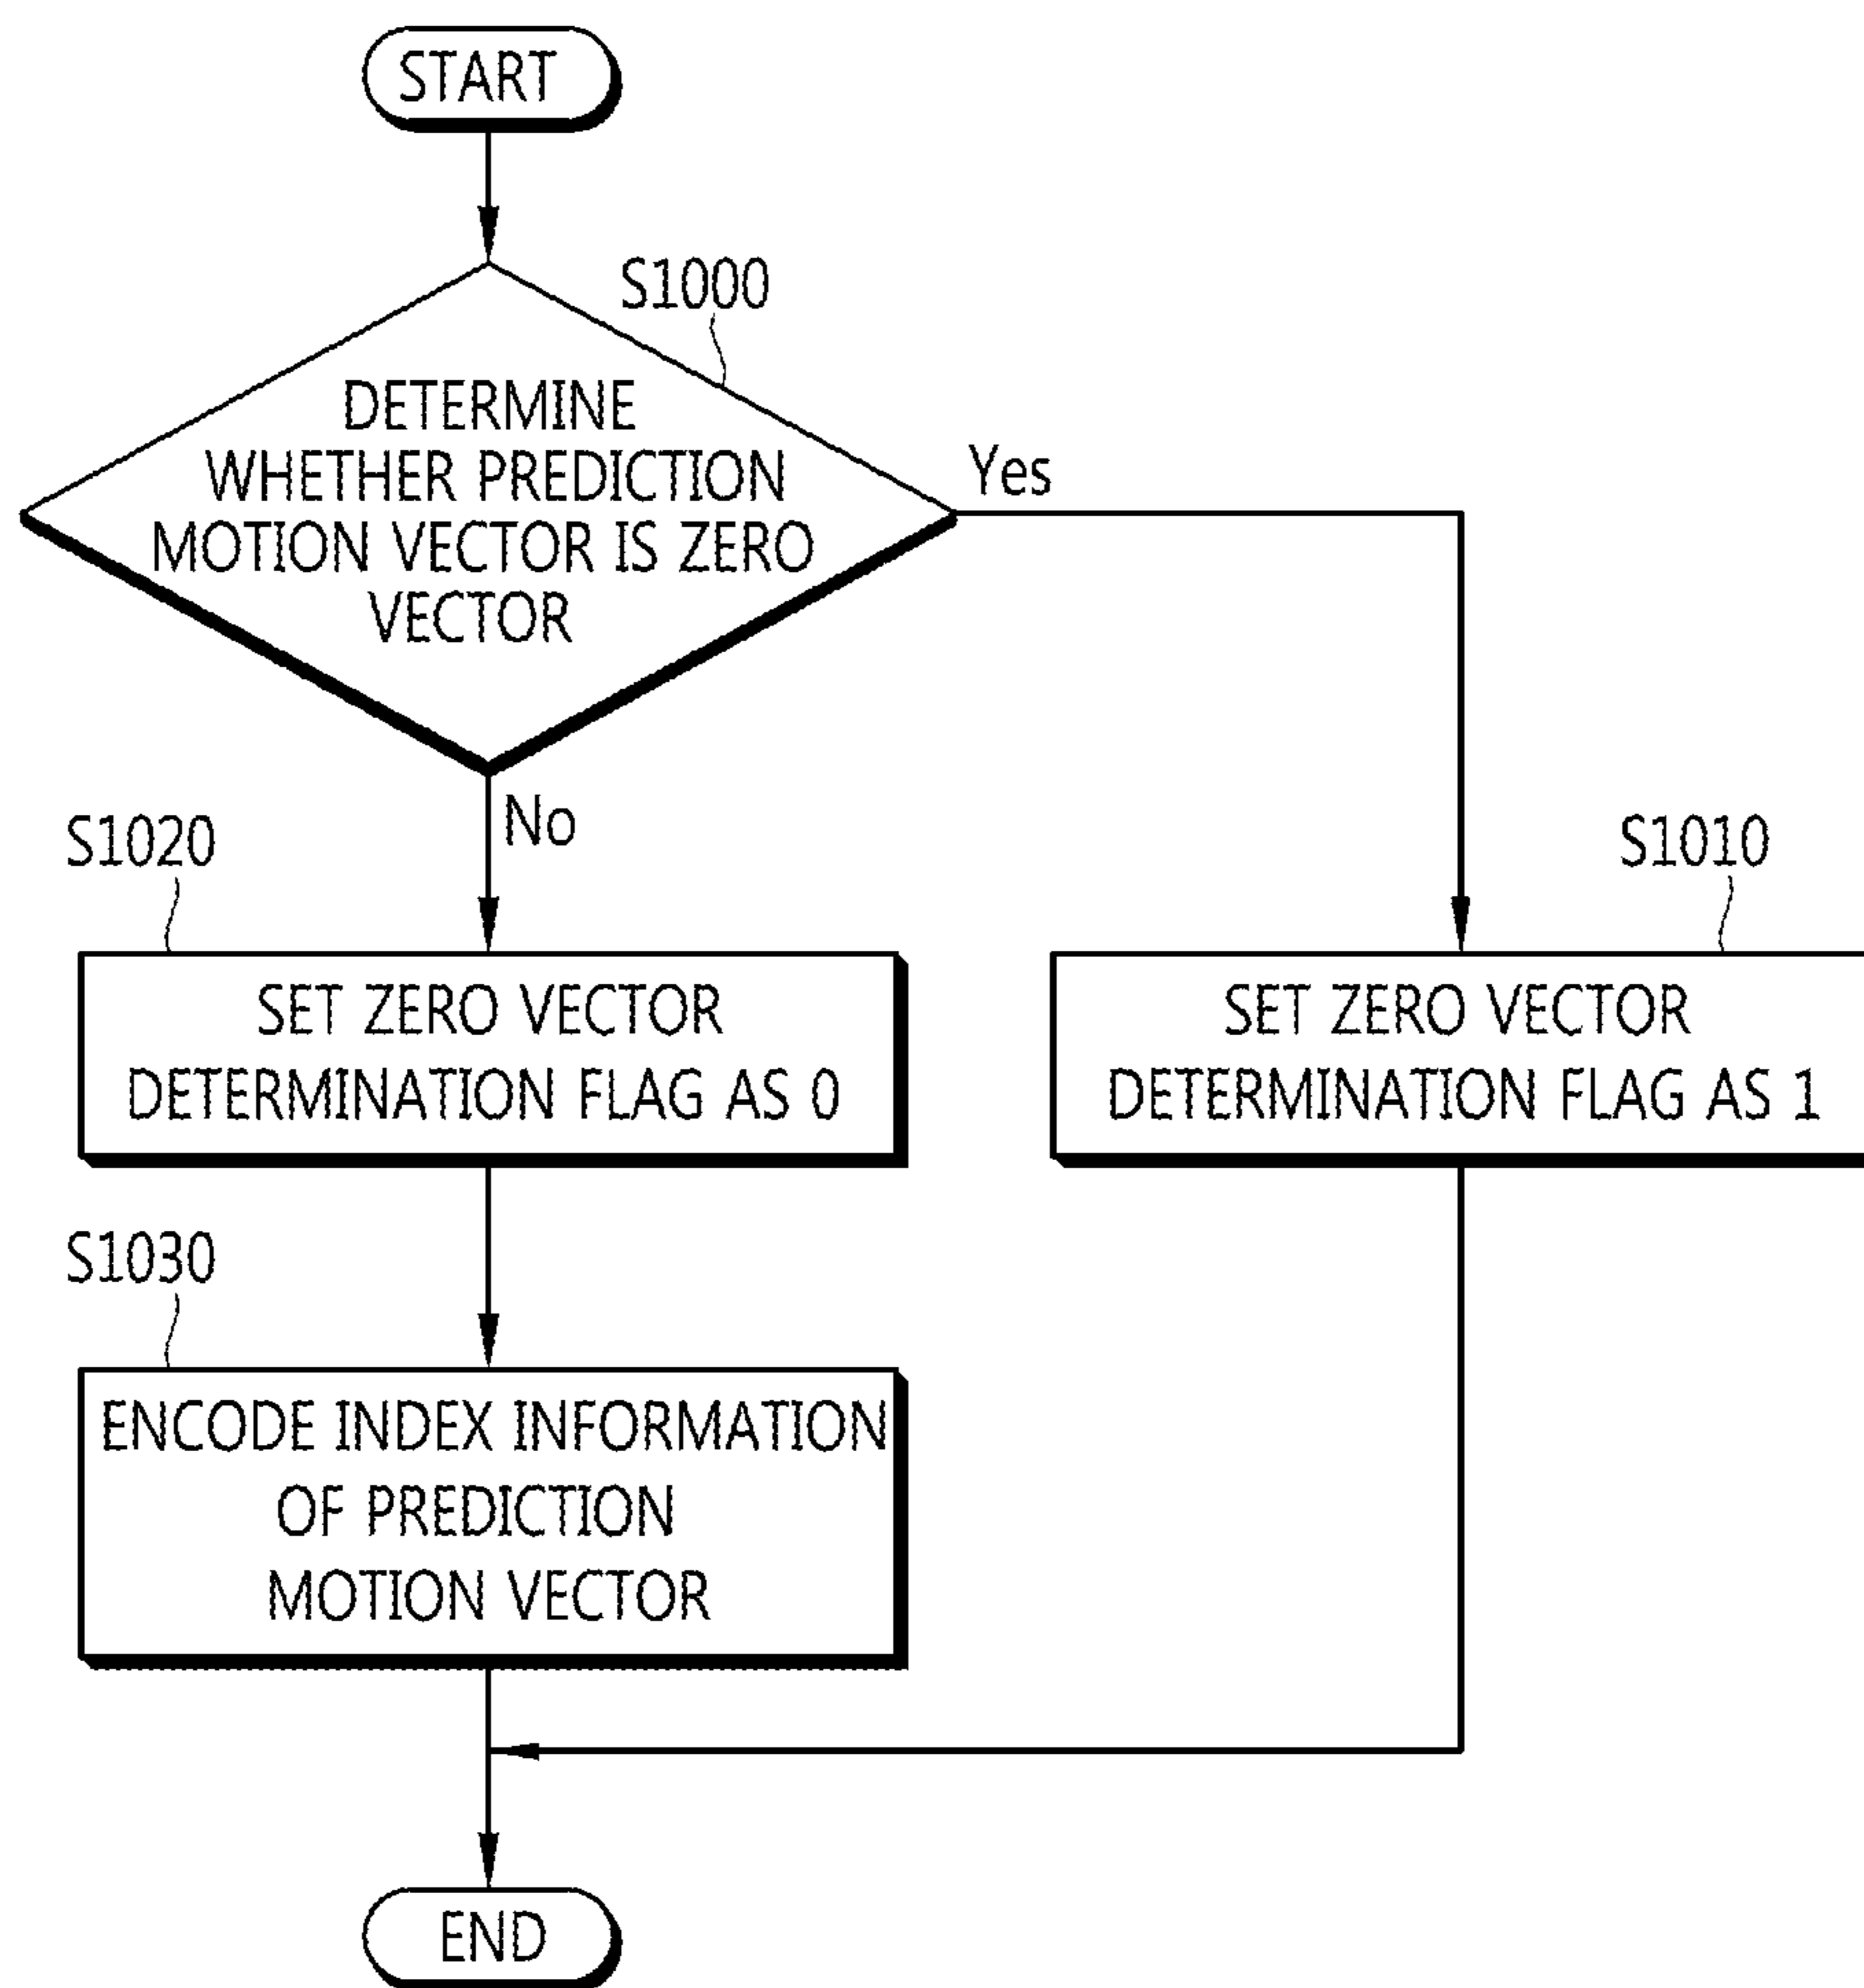 START
S1000
DETERMINE
WHETHER PREDICTION
MOTION VECTOR IS ZERO
VECTOR
Yes
No
S1020
SET ZERO VECTOR
DETERMINATION FLAG AS 0
S1010
SET ZERO VECTOR
DETERMINATION FLAG AS 1
S1030
ENCODE INDEX INFORMATION
OF PREDICTION
MOTION VECTOR
END